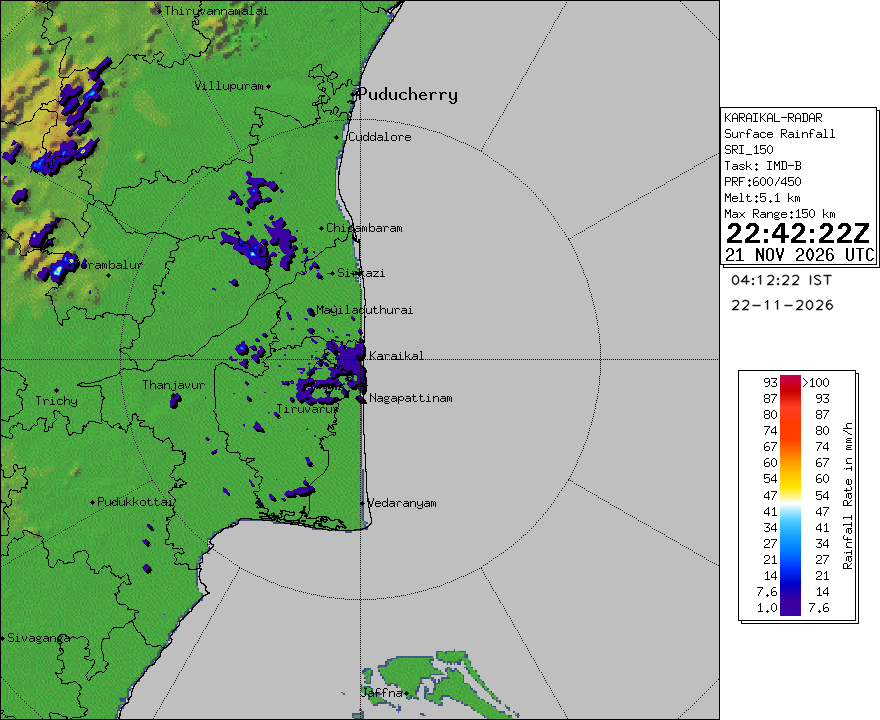 Thiruvannamalai
Villupuram
Puducherry
Cuddalore
Chidambaram
Sirkazi
Mayiladuthurai
Karaikal
Thanjavur
Trichy
Nagapattinam
Pudukkottai
Vedaranyam
Sivaganga
Jaffna
KARAIKAL-RADAR
Surface Rainfall
SRI_150
Task: IMD-B
PRF:600/450
Melt:5.1 km
Max Range:150 km
22:42:22Z
21 NOV 2026 UTC
04:12:22 IST
22-11-2026
93 >100
87 93
80 87
74 80
67 74
60 67
54 60
47 54
41 47
34 41
27 34
21 27
14 21
7.6 14
1.0 7.6
Rainfall Rate in mm/h